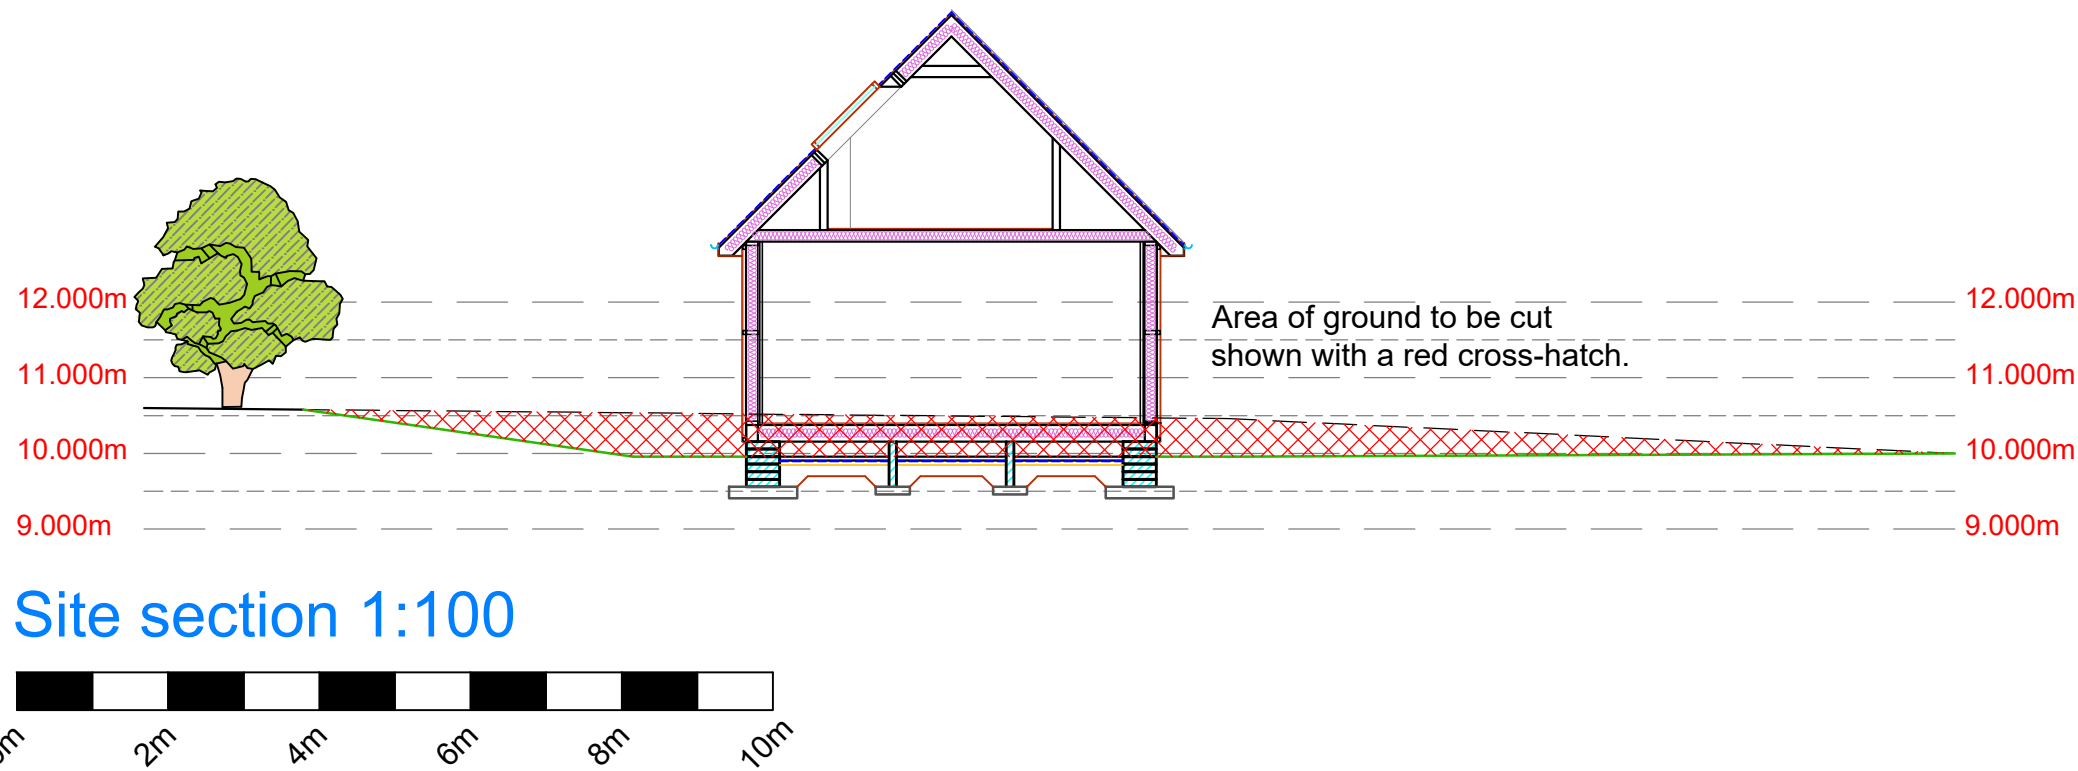 12.000m
12.000m
Area of ground to be cut
shown with a red cross-hatch.
11.000m
11.000m
10.000m
10.000m
9.000m
9.000m
Site section 1:100
2m
4m
6m
8m
10m